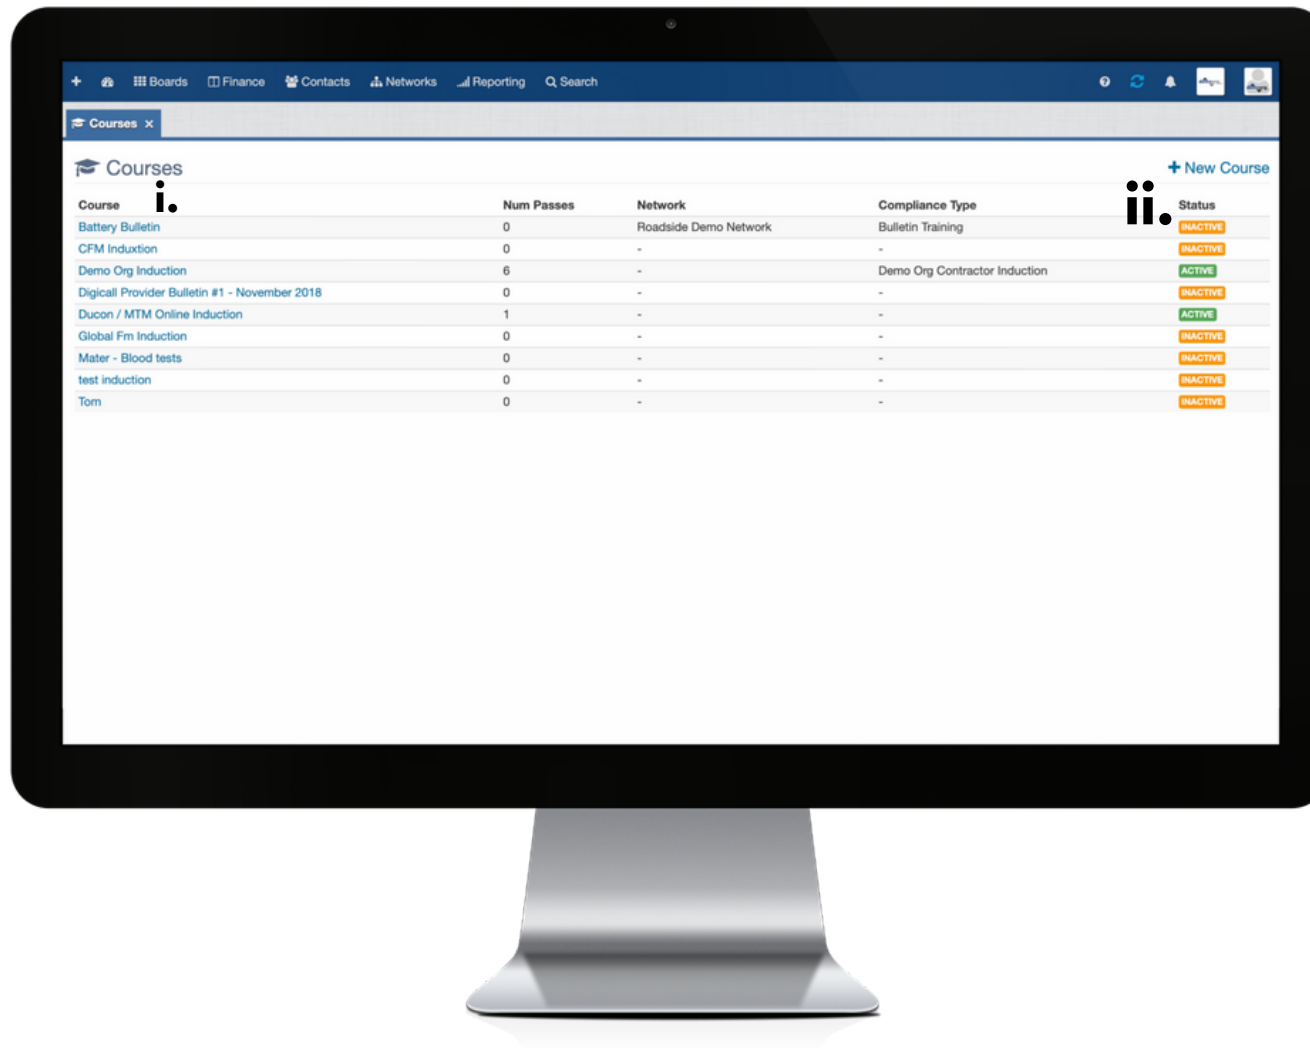 Boards Finance Contacts Networks Reporting Search
Courses x
Courses
+ New Course
i.
ii.
Course Num Passes Network Compliance Type Status
Battery Bulletin 0 Roadside Demo Network Bulletin Training INACTIVE
CFM Induxtion 0 - - INACTIVE
Demo Org Induction 6 - Demo Org Contractor Induction ACTIVE
Digicall Provider Bulletin #1 - November 2018 0 - - INACTIVE
Ducon / MTM Online Induction 1 - - ACTIVE
Global Fm Induction 0 - - INACTIVE
Mater - Blood tests 0 - - INACTIVE
test induction 0 - - INACTIVE
Tom 0 - - INACTIVE